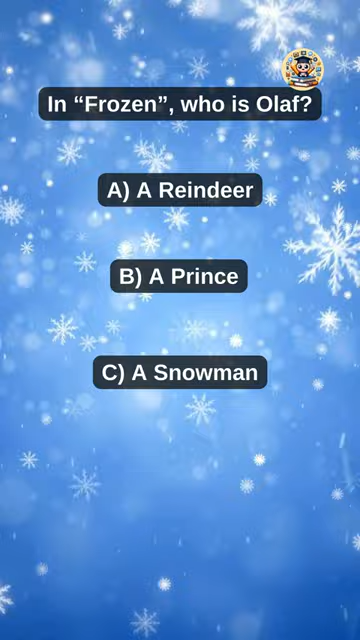 In “Frozen”, who is Olaf?
A) A Reindeer
B) A Prince
C) A Snowman